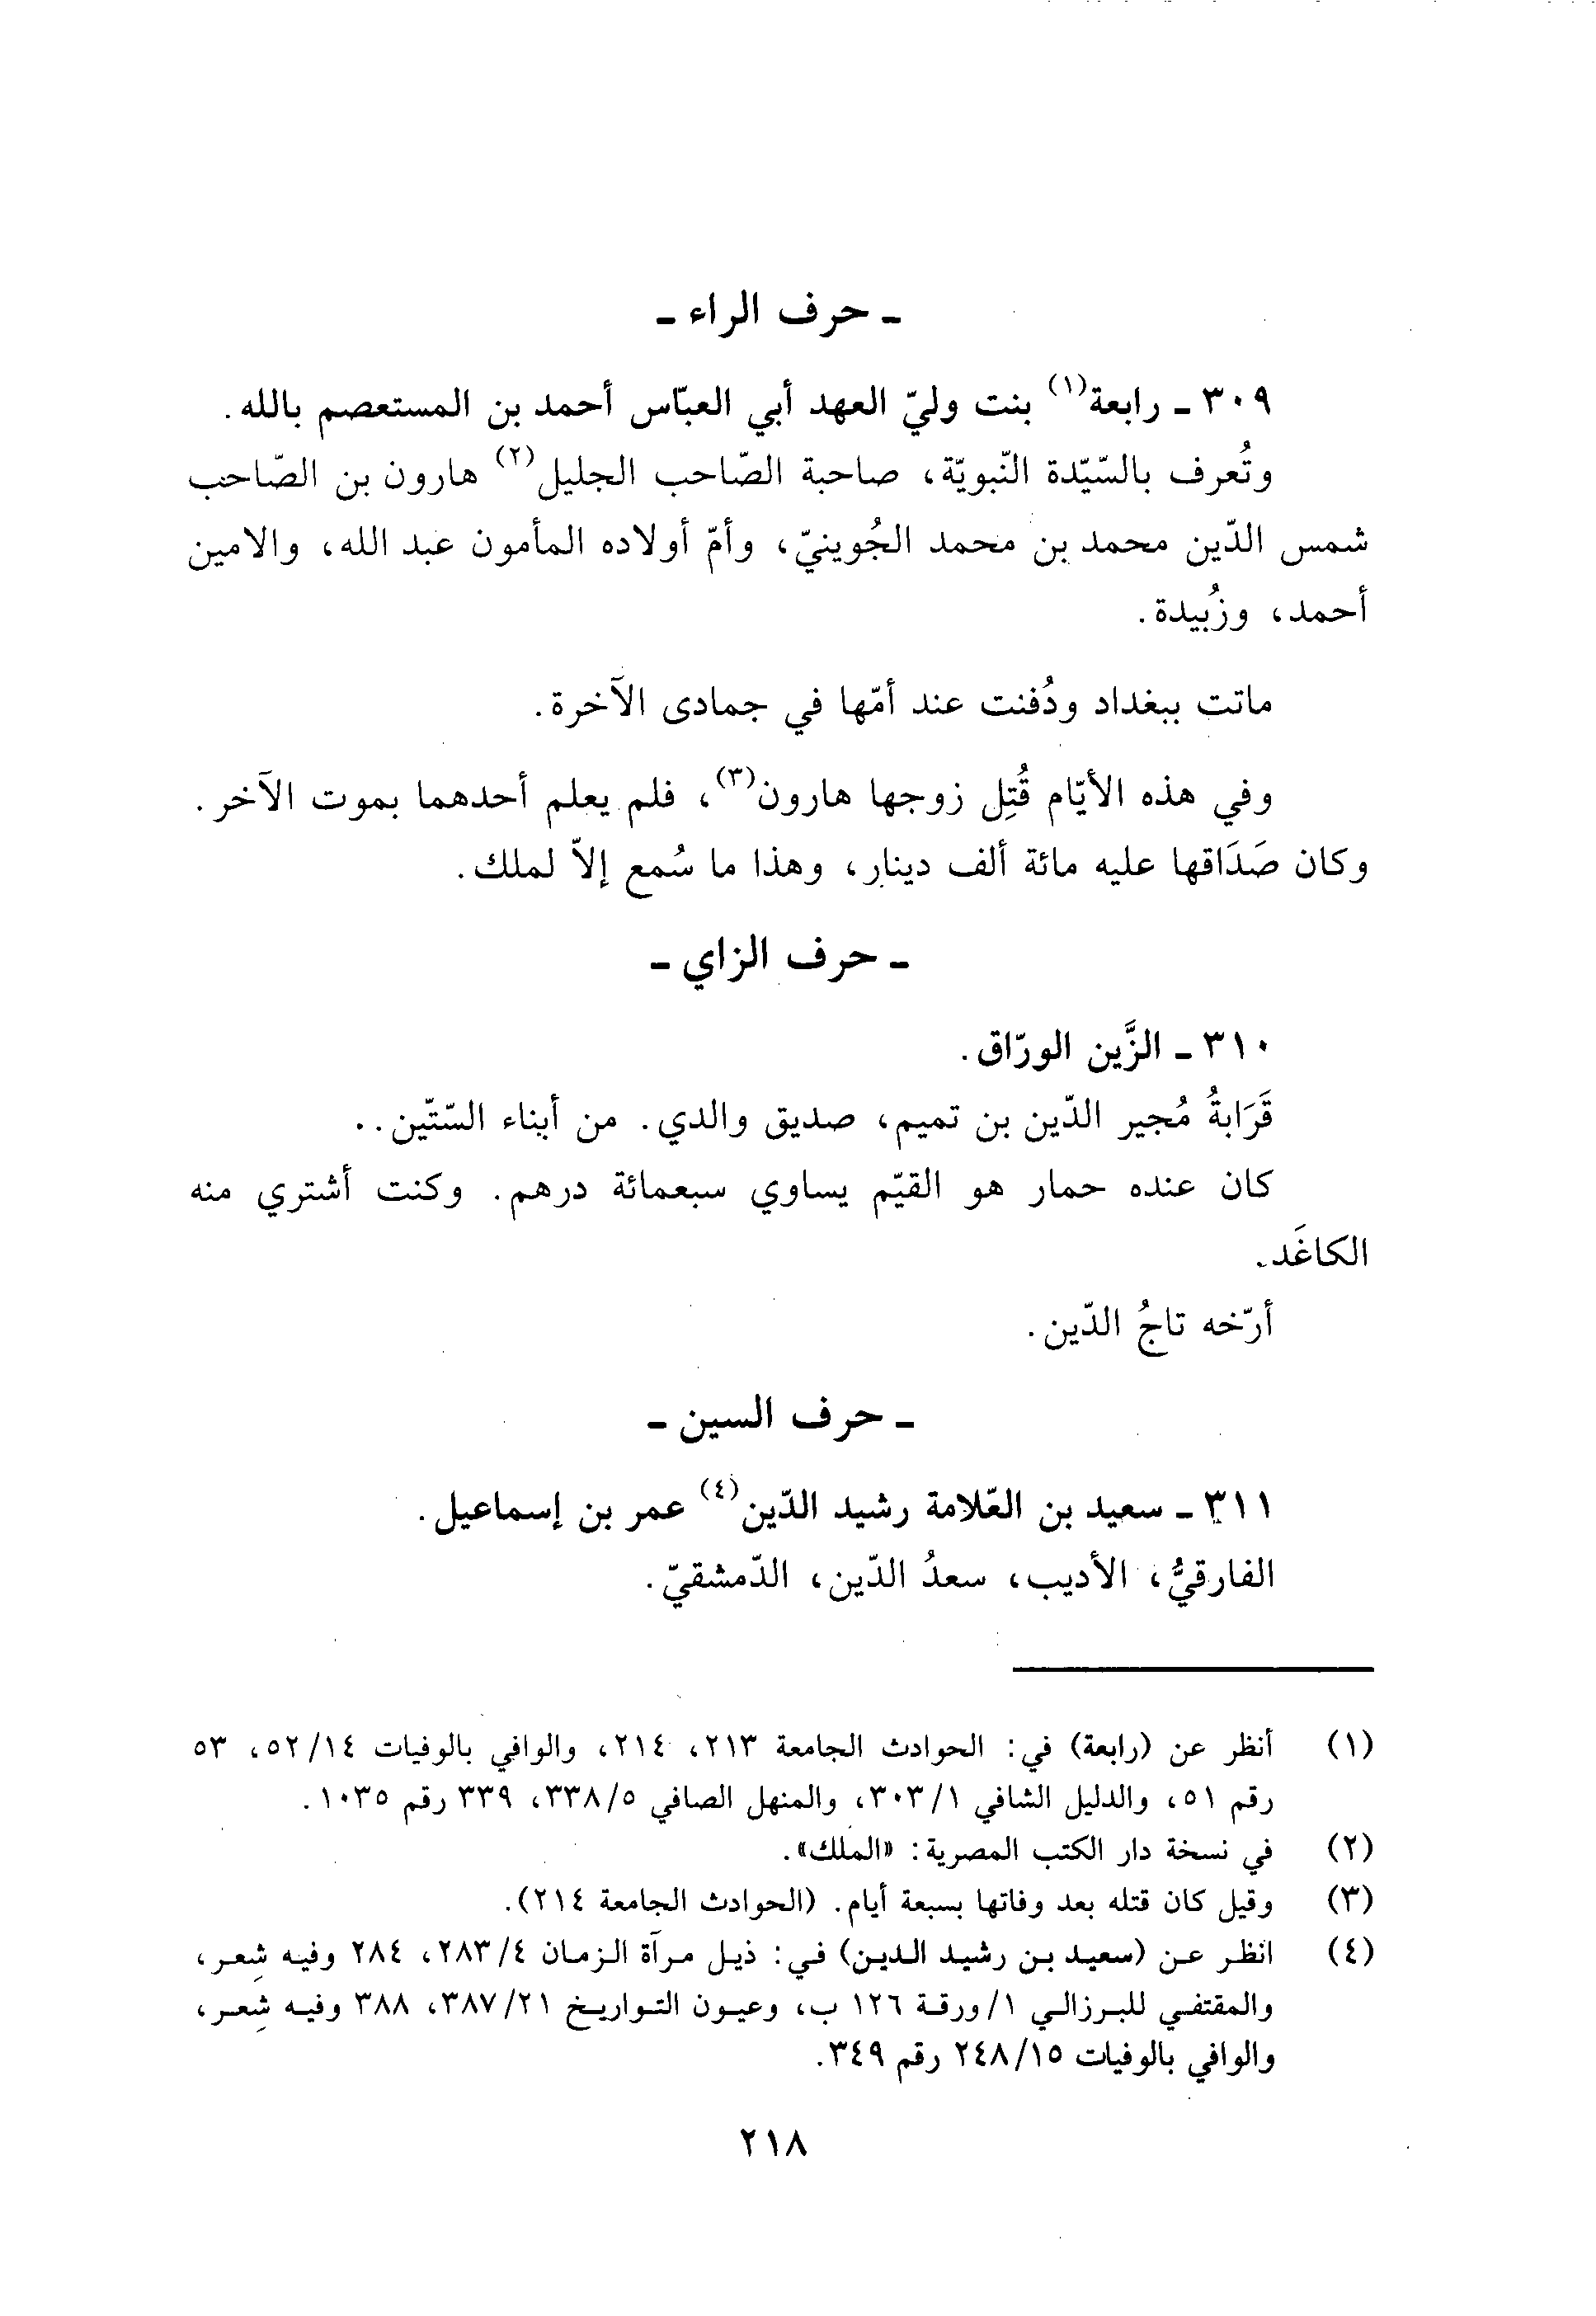 ـ حرف الراء ـ
٣٠٩ ـ رابعة(١) بنت وليّ العهد أبي العبّاس أحمد بن المستعصم بالله.
وتُعرف بالسّيّدة النّبويّة، صاحبة الصّاحب الجليل(٢) هارون بن الصّاحب
شمس الدّين محمد بن محمد الجُوينيّ، وأمّ أولاده المأمون عبد الله، والامين
أحمد، وزُبيدة.
ماتت ببغداد ودُفنت عند أمّها في جمادى الآخرة.
وفي هذه الأيّام قُتِل زوجها هارون(٣)، فلم يعلم أحدهما بموت الآخر.
وكان صَدَاقها عليه مائة ألف دينار، وهذا ما سُمع إلاّ لملك.
ـ حرف الزاي ـ
٣١٠ ـ الزَّين الورّاق.
قَرَابةُ مُجير الدّين بن تميم، صديق والدي. من أبناء السّتّين..
كان عنده حمار هو القيّم يساوي سبعمائة درهم. وكنت أشتري منه
الكاغَد.
أرّخه تاجُ الدّين.
ـ حرف السين ـ
٣١١ ـ سعيد بن العّلامة رشيد الدّين(٤) عمر بن إسماعيل.
الفارقيُّ، الأديب، سعدُ الدّين، الدّمشقيّ.
(١) أنظر عن (رابعة) في: الحوادث الجامعة ٢١٣، ٢١٤، والوافي بالوفيات ٥٢/١٤، ٥٣
رقم ٥١، والدليل الشافي ٣٠٣/١، والمنهل الصافي ٣٣٨/٥، ٣٣٩ رقم ١٠٣٥.
(٢) في نسخة دار الكتب المصرية: «الملك».
(٣) وقيل كان قتله بعد وفاتها بسبعة أيام. (الحوادث الجامعة ٢١٤).
(٤) انظر عن (سعيد بن رشيد الدين) في: ذيل مرآة الزمان ٢٨٣/٤، ٢٨٤ وفيه شِعر،
والمقتفي للبرزالي ١/ورقة ١٢٦ ب، وعيون التواريخ ٣٨٧/٢١، ٣٨٨ وفيه شِعر،
والوافي بالوفيات ٢٤٨/١٥ رقم ٣٤٩.
٢١٨